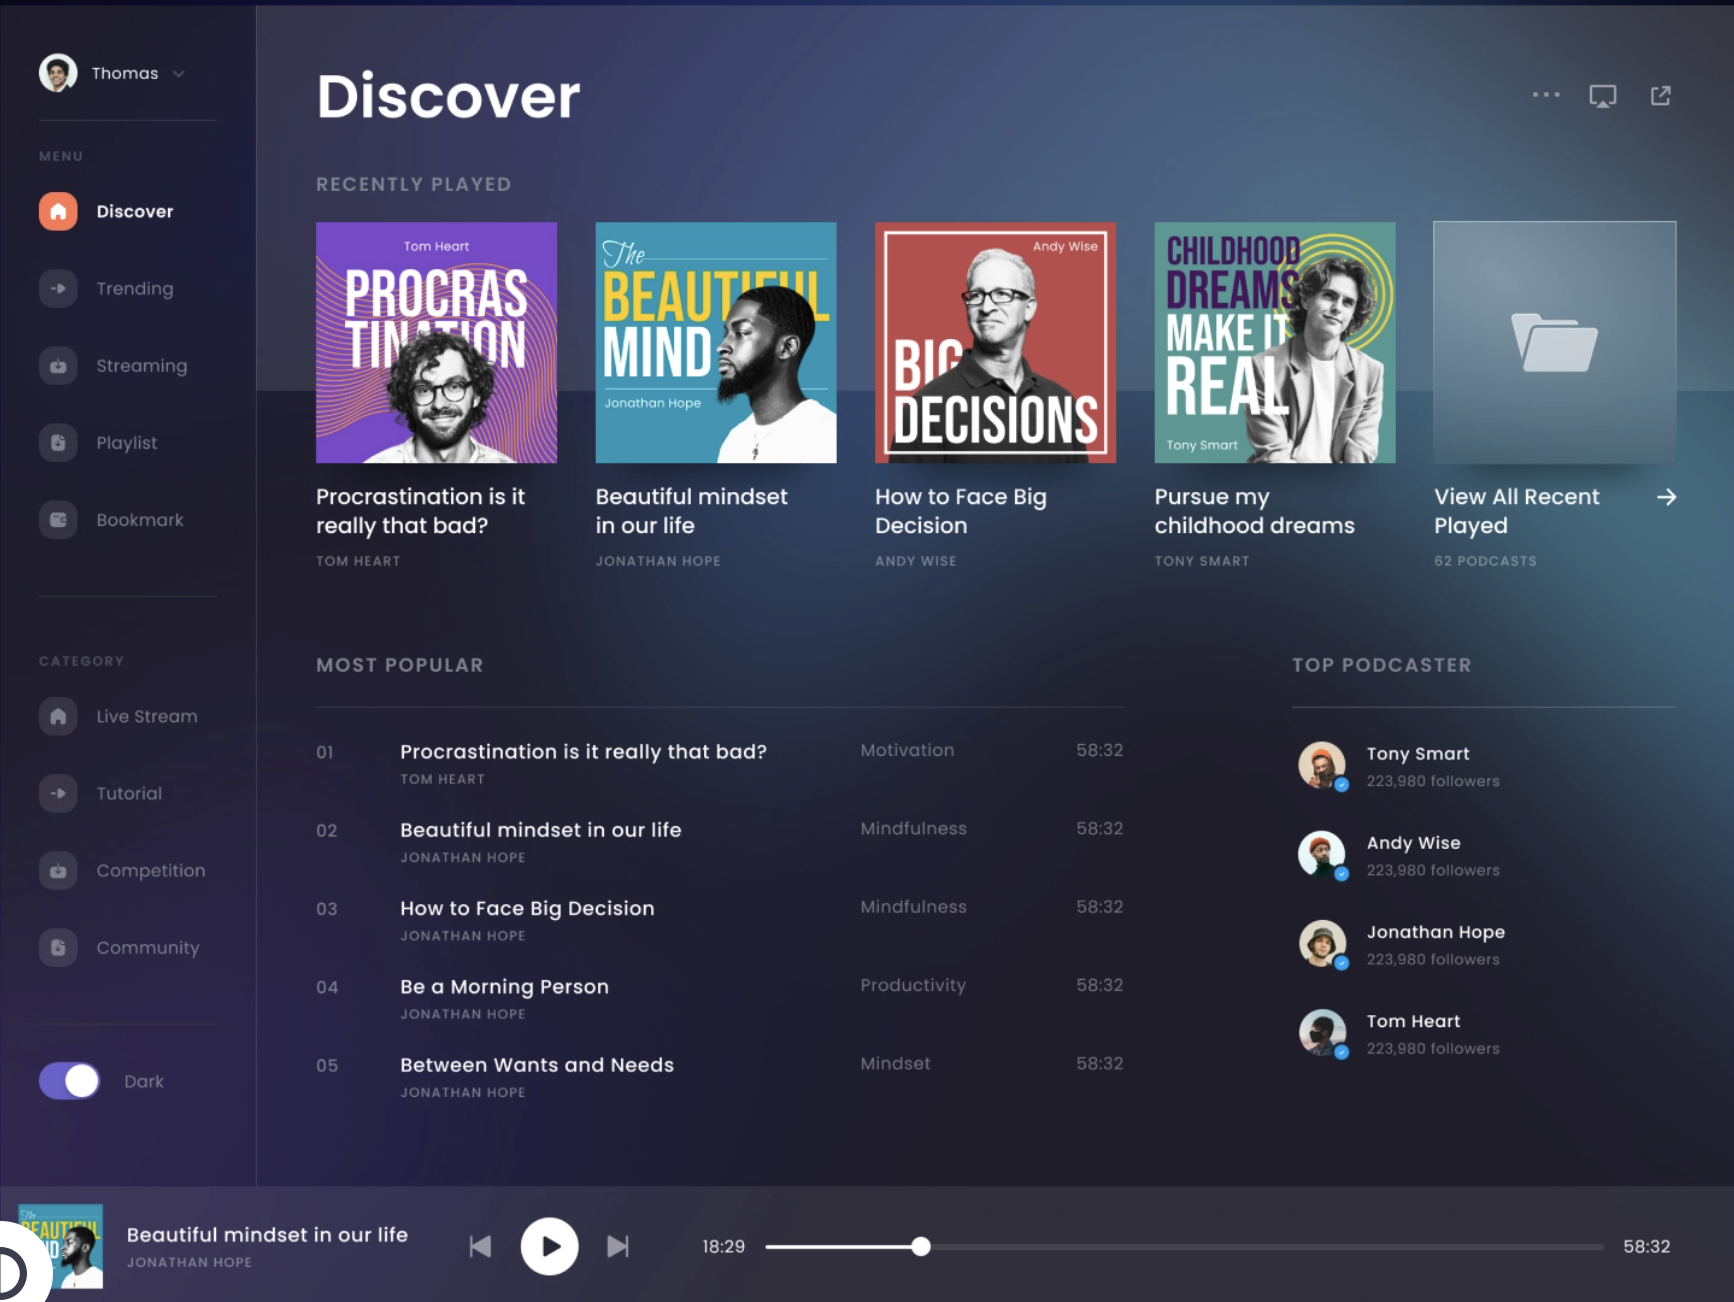 Thomas
MENU
Discover
Trending
Streaming
Playlist
Bookmark
CATEGORY
Live Stream
Tutorial
Competition
Community
Dark
Discover
RECENTLY PLAYED
Tom Heart
PROCRAS
TINATION
Procrastination is it
really that bad?
TOM HEART
The
BEAUTIFUL
MIND
Jonathan Hope
Beautiful mindset
in our life
JONATHAN HOPE
Andy Wise
BIG
DECISIONS
How to Face Big
Decision
ANDY WISE
CHILDHOOD
DREAMS
MAKE IT
REAL
Tony Smart
Pursue my
childhood dreams
TONY SMART
View All Recent
Played
62 PODCASTS
MOST POPULAR
01 Procrastination is it really that bad? Motivation 58:32
TOM HEART
02 Beautiful mindset in our life Mindfulness 58:32
JONATHAN HOPE
03 How to Face Big Decision Mindfulness 58:32
JONATHAN HOPE
04 Be a Morning Person Productivity 58:32
JONATHAN HOPE
05 Between Wants and Needs Mindset 58:32
JONATHAN HOPE
TOP PODCASTER
Tony Smart
223,980 followers
Andy Wise
223,980 followers
Jonathan Hope
223,980 followers
Tom Heart
223,980 followers
The
BEAUTIFUL
Beautiful mindset in our life
JONATHAN HOPE
18:29
58:32